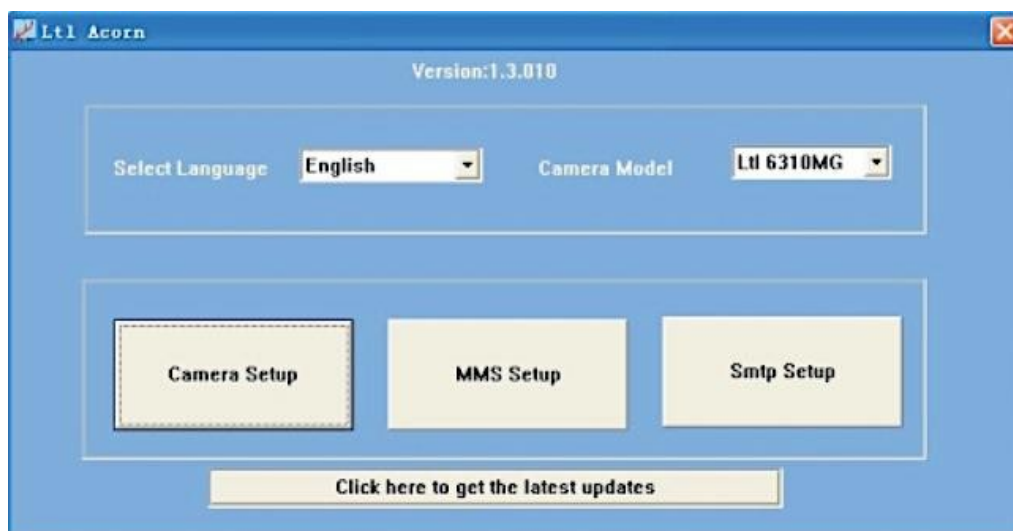 Ltl Acorn
Version:1.3.010
Select Language English Camera Model Ltl 6310MG
Camera Setup MMS Setup Smtp Setup
Click here to get the latest updates